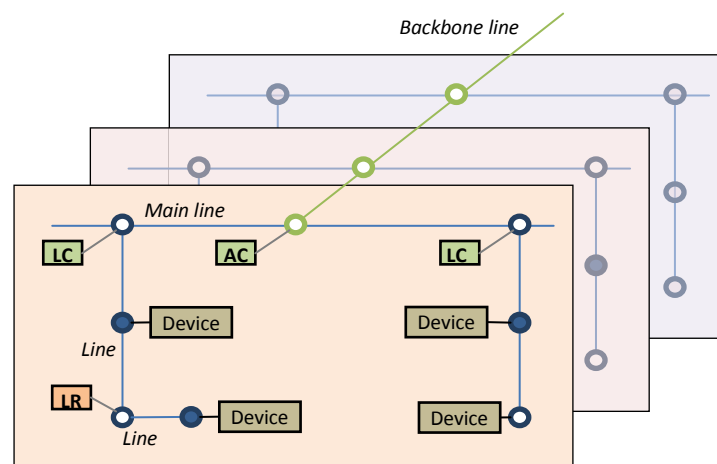 Backbone line
Main line
LC
AC
LC
Device
Device
Line
LR
Device
Device
Line